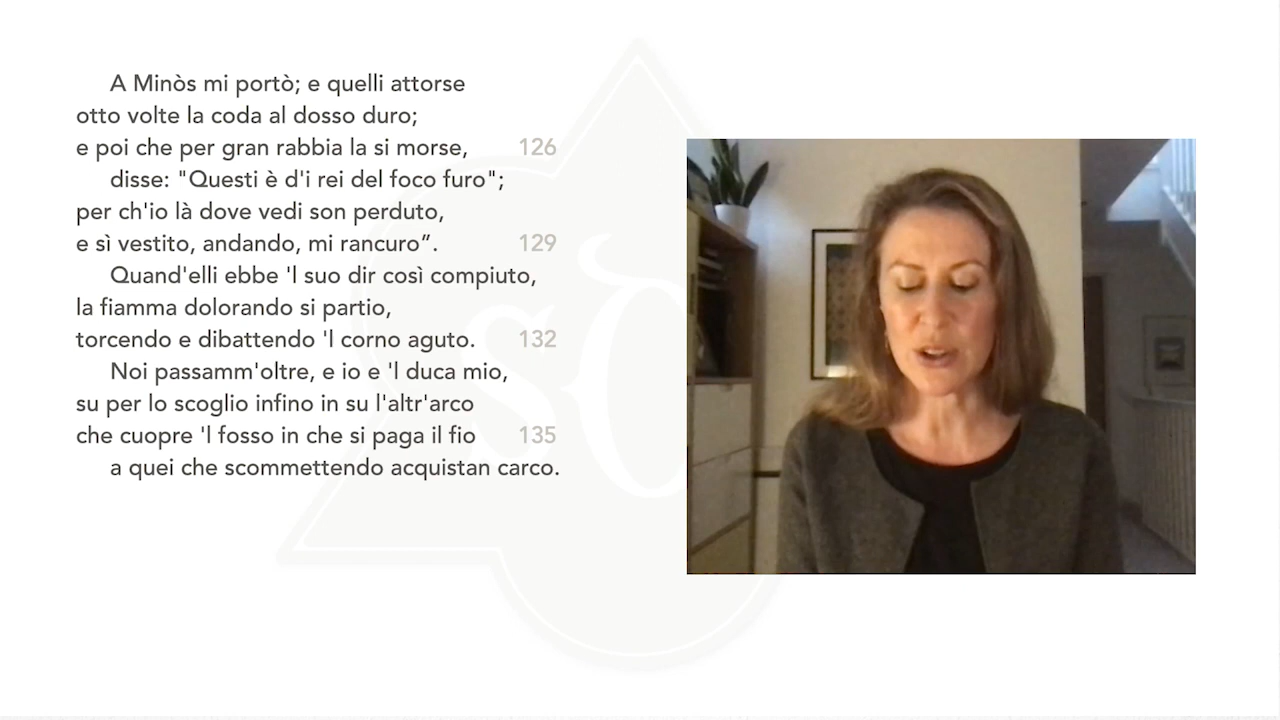 A Minòs mi portò; e quelli attorse
otto volte la coda al dosso duro;
e poi che per gran rabbia la si morse, 126
disse: "Questi è d'i rei del foco furo";
per ch'io là dove vedi son perduto,
e sì vestito, andando, mi rancuro”. 129
Quand'elli ebbe 'l suo dir così compiuto,
la fiamma dolorando si partio,
torcendo e dibattendo 'l corno aguto. 132
Noi passamm'oltre, e io e 'l duca mio,
su per lo scoglio infino in su l'altr'arco
che cuopre 'l fosso in che si paga il fio 135
a quei che scommettendo acquistan carco.